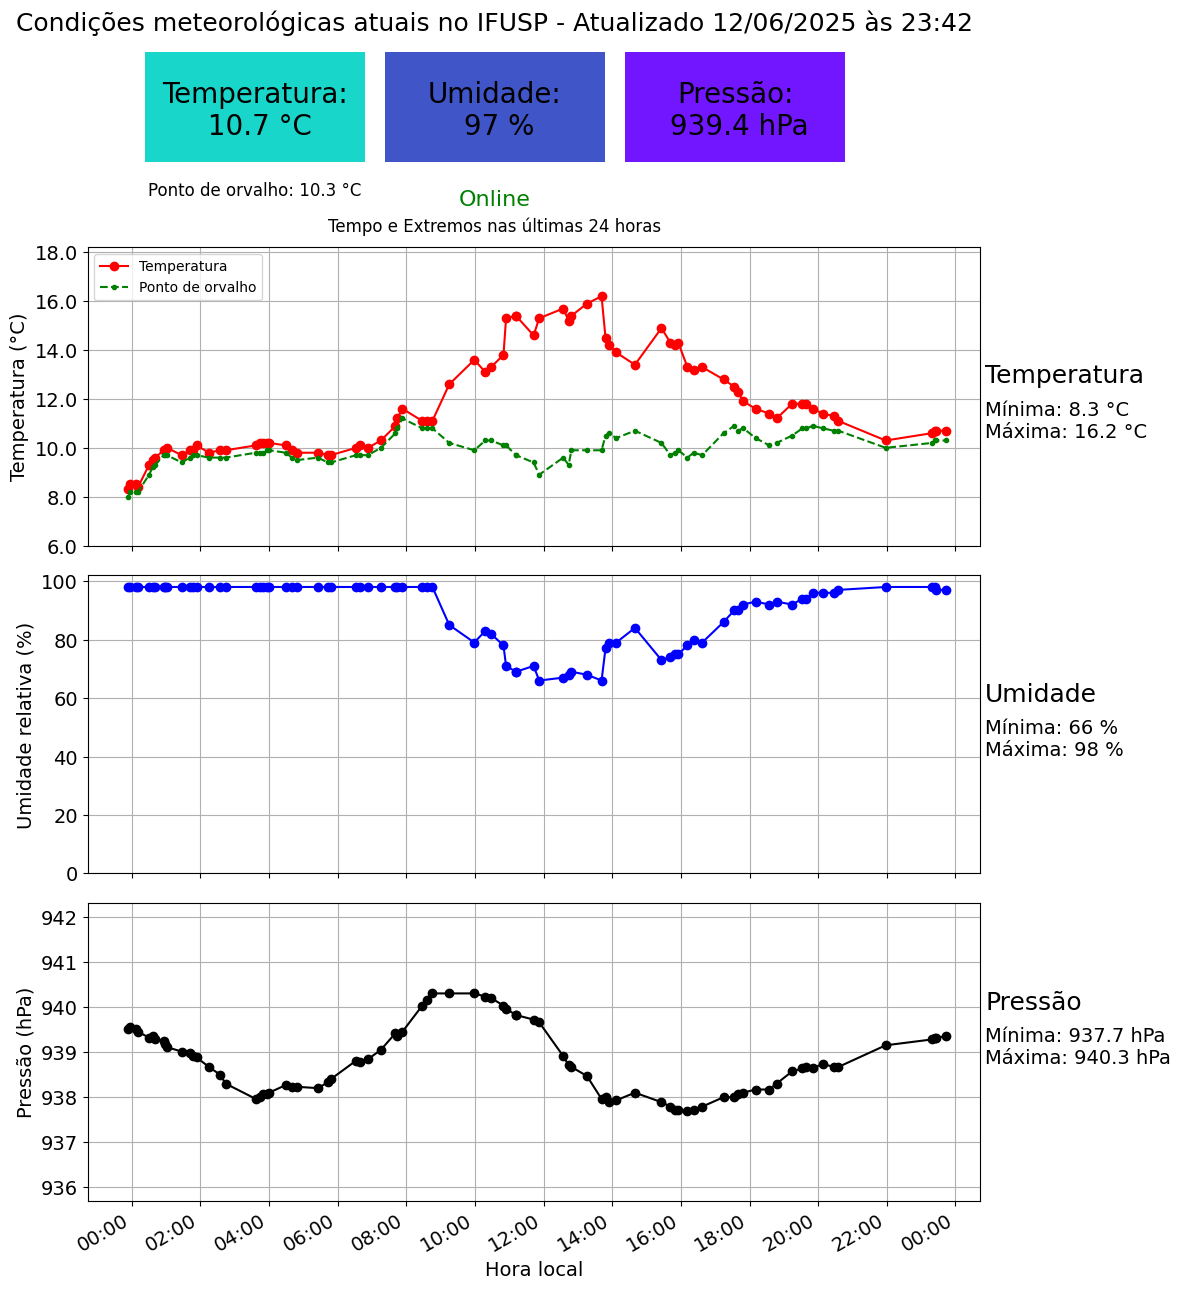 Condições meteorológicas atuais no IFUSP - Atualizado 12/06/2025 às 23:42
Temperatura:
10.7 °C
Umidade:
97 %
Pressão:
939.4 hPa
Ponto de orvalho: 10.3 °C
Online
Tempo e Extremos nas últimas 24 horas
Temperatura (°C)
18.0
16.0
14.0
12.0
10.0
8.0
6.0
Temperatura
Ponto de orvalho
Temperatura
Mínima: 8.3 °C
Máxima: 16.2 °C
Umidade relativa (%)
100
80
60
40
20
0
Umidade
Mínima: 66 %
Máxima: 98 %
Pressão (hPa)
942
941
940
939
938
937
936
Pressão
Mínima: 937.7 hPa
Máxima: 940.3 hPa
00:00 02:00 04:00 06:00 08:00 10:00 12:00 14:00 16:00 18:00 20:00 22:00 00:00
Hora local